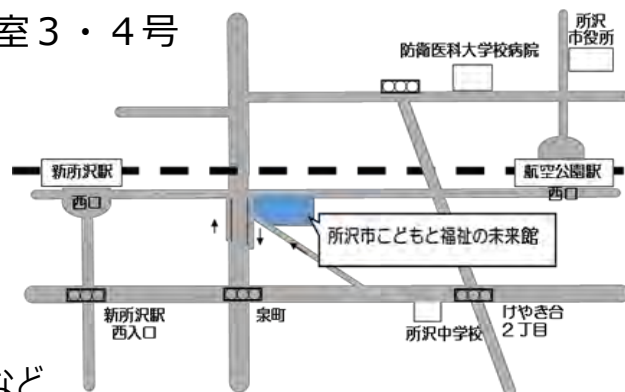 室３・４号
所沢
市役所
防衛医科大学校病院
新所沢駅
航空公園駅
西口
西口
所沢市こどもと福祉の未来館
新所沢駅
西入口
泉町
所沢中学校
けやき台
２丁目
など